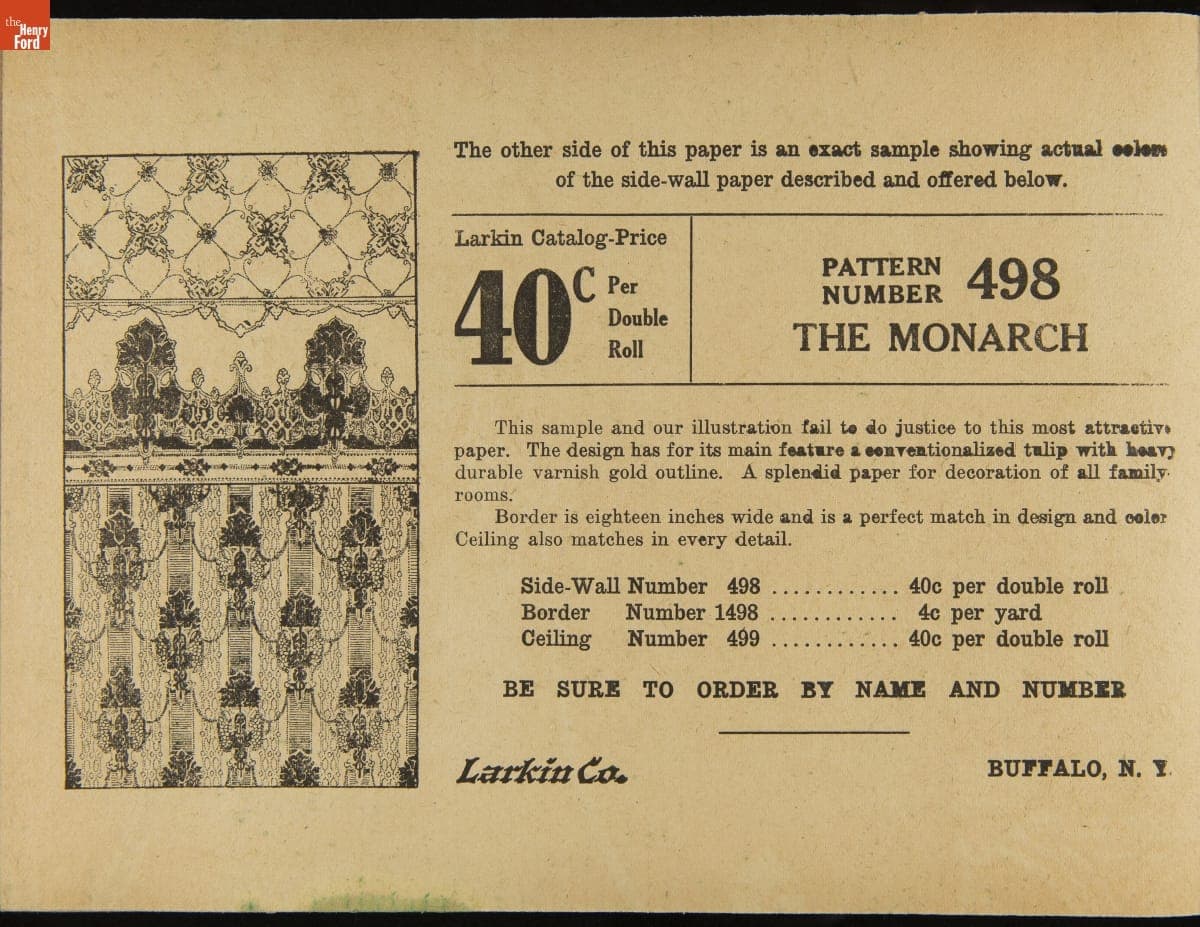 the
Henry
Ford
The other side of this paper is an exact sample showing actual colors
of the side-wall paper described and offered below.
Larkin Catalog-Price
40c Per
Double
Roll
PATTERN
NUMBER 498
THE MONARCH
This sample and our illustration fail to do justice to this most attractive
paper. The design has for its main feature a conventionalized tulip with heavy
durable varnish gold outline. A splendid paper for decoration of all family
rooms.
Border is eighteen inches wide and is a perfect match in design and color
Ceiling also matches in every detail.
Side-Wall Number 498 ............ 40c per double roll
Border Number 1498 ............ 4c per yard
Ceiling Number 499 ............ 40c per double roll
BE SURE TO ORDER BY NAME AND NUMBER
Larkin Co.
BUFFALO, N. Y.